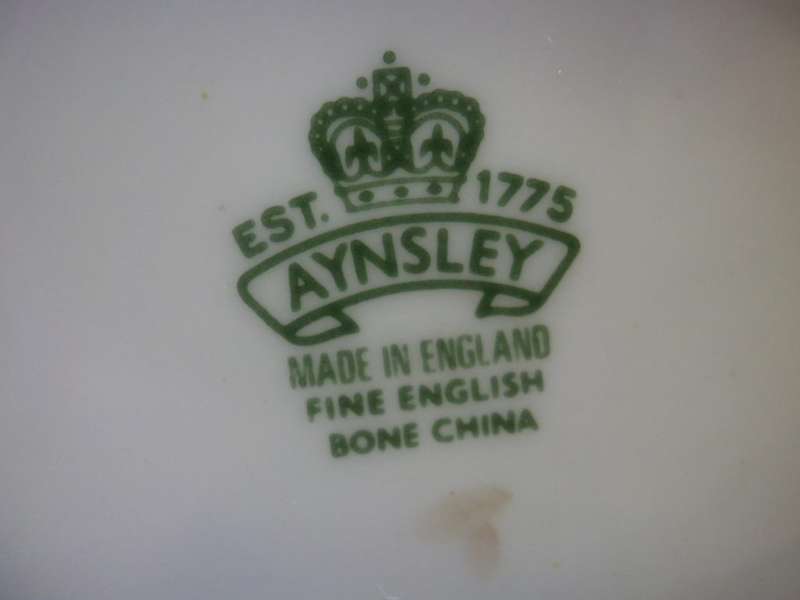 EST. 1775
AYNSLEY
MADE IN ENGLAND
FINE ENGLISH
BONE CHINA